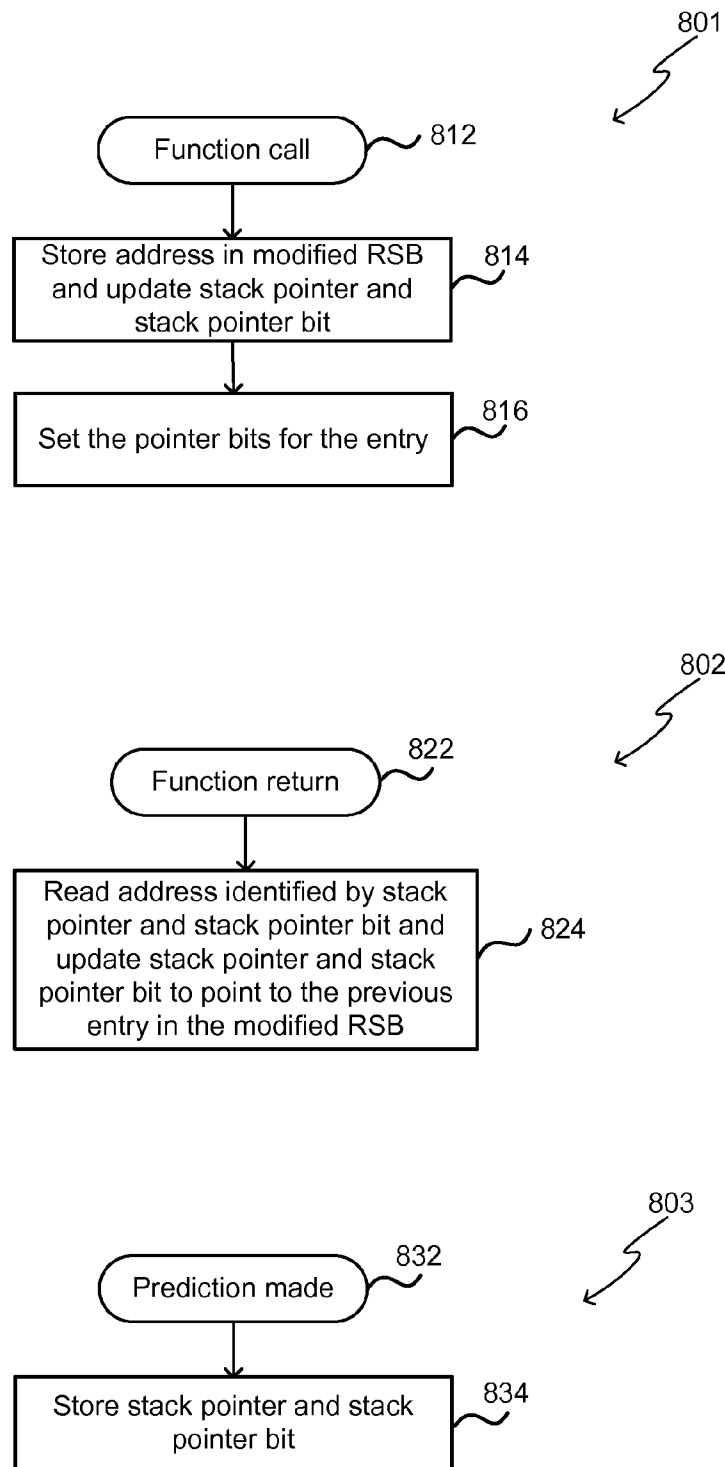 801
Function call
812
Store address in modified RSB
and update stack pointer and
stack pointer bit
814
Set the pointer bits for the entry
816
802
Function return
822
Read address identified by stack
pointer and stack pointer bit and
update stack pointer and stack
pointer bit to point to the previous
entry in the modified RSB
824
803
Prediction made
832
Store stack pointer and stack
pointer bit
834